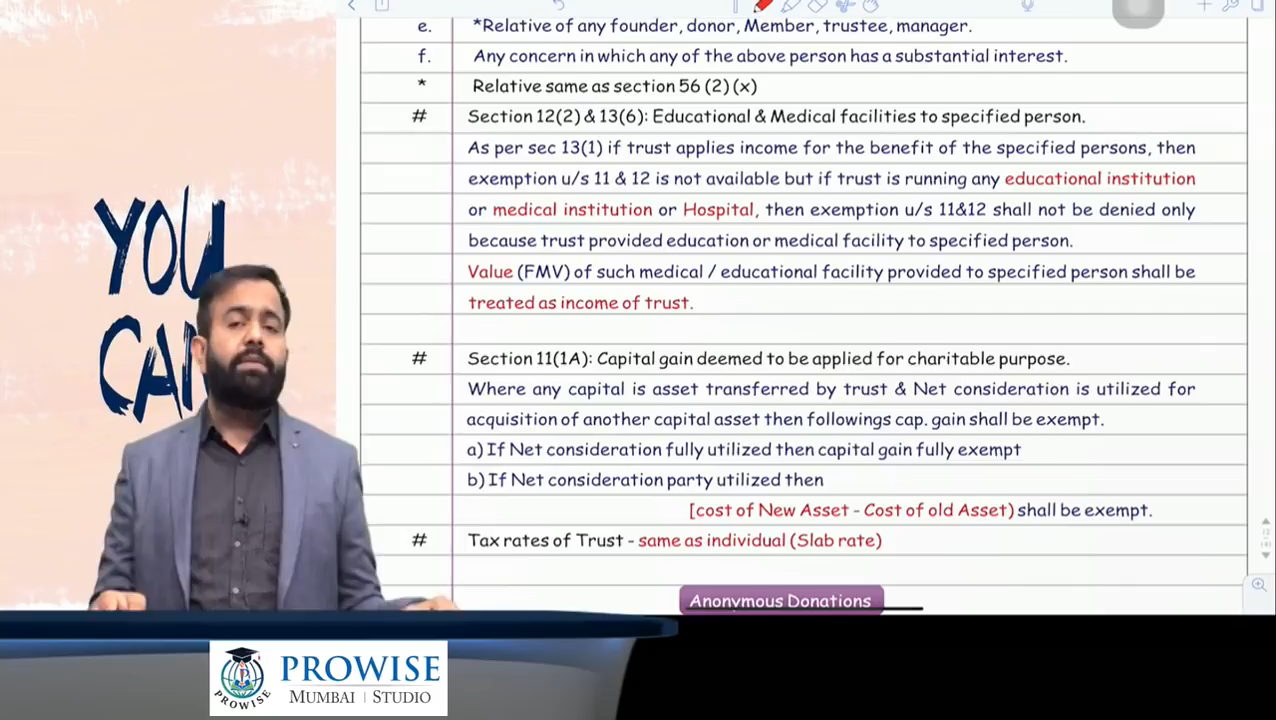 e. *Relative of any founder, donor, Member, trustee, manager.
f. Any concern in which any of the above person has a substantial interest.
* Relative same as section 56 (2) (x)
# Section 12(2) & 13(6): Educational & Medical facilities to specified person.
As per sec 13(1) if trust applies income for the benefit of the specified persons, then
exemption u/s 11 & 12 is not available but if trust is running any educational institution
or medical institution or Hospital, then exemption u/s 11&12 shall not be denied only
because trust provided education or medical facility to specified person.
Value (FMV) of such medical / educational facility provided to specified person shall be
treated as income of trust.
# Section 11(1A): Capital gain deemed to be applied for charitable purpose.
Where any capital is asset transferred by trust & Net consideration is utilized for
acquisition of another capital asset then followings cap. gain shall be exempt.
a) If Net consideration fully utilized then capital gain fully exempt
b) If Net consideration party utilized then
[cost of New Asset - Cost of old Asset) shall be exempt.
# Tax rates of Trust - same as individual (Slab rate)
Anonymous Donations
YOU
CAN
PROWISE
PROWISE
MUMBAI | STUDIO